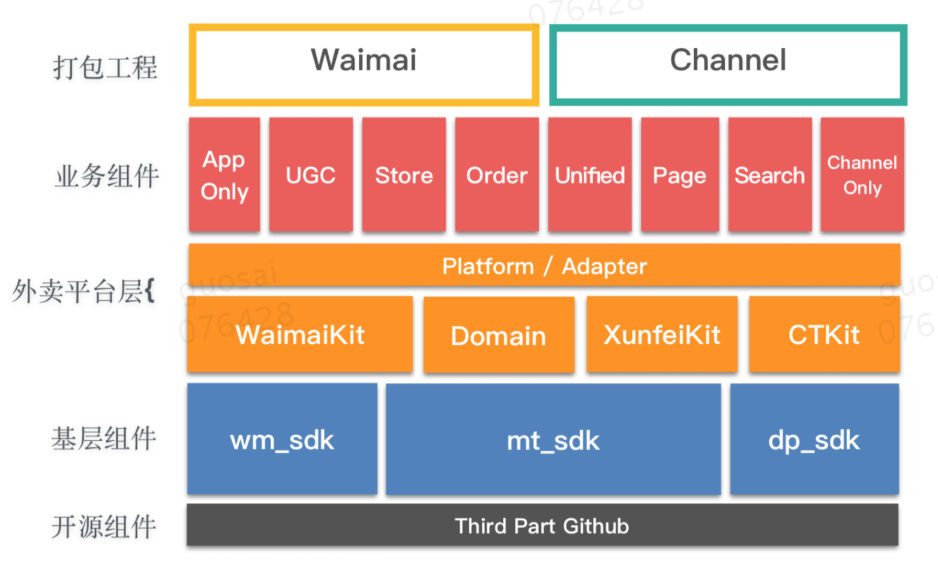 打包工程
Waimai
Channel
业务组件
App
Only
UGC
Store
Order
Unified
Page
Search
Channel
Only
外卖平台层{
Platform / Adapter
WaimaiKit
Domain
XunfeiKit
CTKit
基层组件
wm_sdk
mt_sdk
dp_sdk
开源组件
Third Part Github
076428
guosai
076428
guos
076